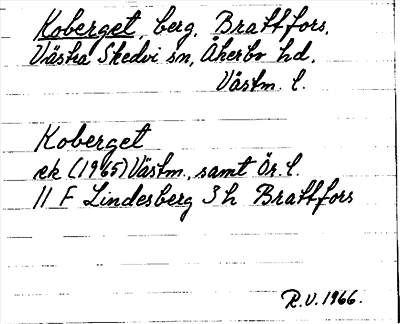 Koberget, berg, Brattfors,
Västra Skedvi sn, Åkerbo hd,
Västm. l.
Koberget
ek (1965) Västm., samt Ör. l.
11 F Lindesberg 3h Brattfors
R.V. 1966.